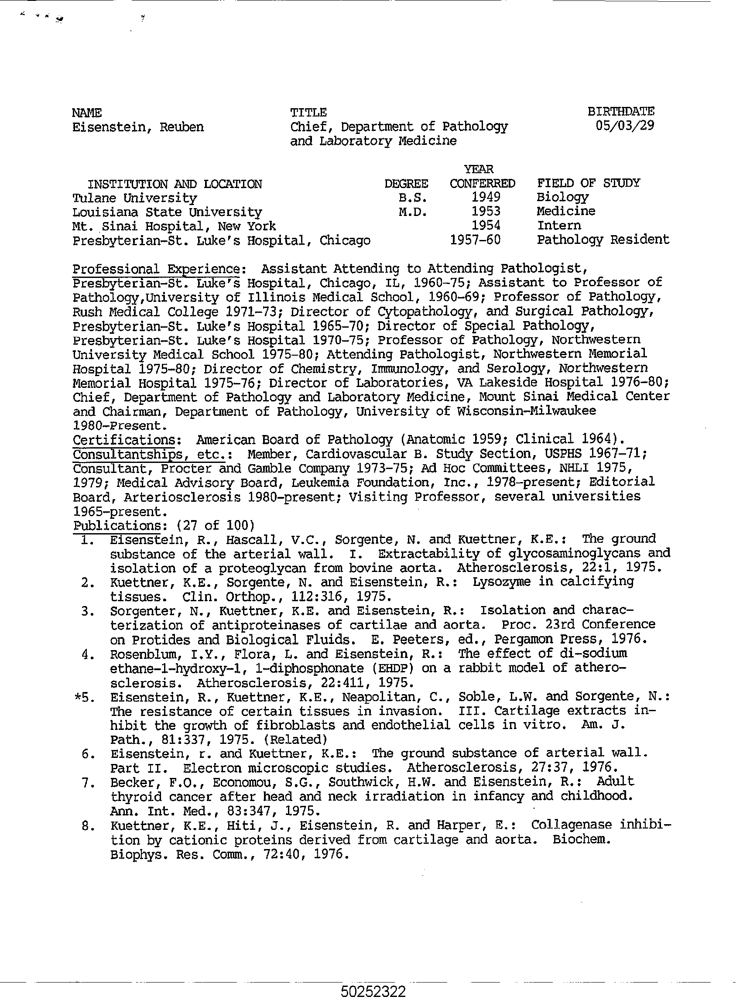 NAME TITLE BIRTHDATE
Eisenstein, Reuben Chief, Department of Pathology 05/03/29
and Laboratory Medicine
YEAR
INSTITUTION AND LOCATION DEGREE CONFERRED FIELD OF STUDY
Tulane University B.S. 1949 Biology
Louisiana State University M.D. 1953 Medicine
Mt. Sinai Hospital, New York 1954 Intern
Presbyterian-St. Luke's Hospital, Chicago 1957-60 Pathology Resident
Professional Experience: Assistant Attending to Attending Pathologist,
Presbyterian-St. Luke's Hospital, Chicago, IL, 1960-75; Assistant to Professor of
Pathology,University of Illinois Medical School, 1960-69; Professor of Pathology,
Rush Medical College 1971-73; Director of Cytopathology, and Surgical Pathology,
Presbyterian-St. Luke's Hospital 1965-70; Director of Special Pathology,
Presbyterian-St. Luke's Hospital 1970-75; Professor of Pathology, Northwestern
University Medical School 1975-80; Attending Pathologist, Northwestern Memorial
Hospital 1975-80; Director of Chemistry, Immunology, and Serology, Northwestern
Memorial Hospital 1975-76; Director of Laboratories, VA Lakeside Hospital 1976-80;
Chief, Department of Pathology and Laboratory Medicine, Mount Sinai Medical Center
and Chairman, Department of Pathology, University of Wisconsin-Milwaukee
1980-Present.
Certifications: American Board of Pathology (Anatomic 1959; Clinical 1964).
Consultantships, etc.: Member, Cardiovascular B. Study Section, USPHS 1967-71;
Consultant, Procter and Gamble Company 1973-75; Ad Hoc Committees, NHLI 1975,
1979; Medical Advisory Board, Leukemia Foundation, Inc., 1978-present; Editorial
Board, Arteriosclerosis 1980-present; Visiting Professor, several universities
1965-present.
Publications: (27 of 100)
1. Eisenstein, R., Hascall, V.C., Sorgente, N. and Kuettner, K.E.: The ground
substance of the arterial wall. I. Extractability of glycosaminoglycans and
isolation of a proteoglycan from bovine aorta. Atherosclerosis, 22:1, 1975.
2. Kuettner, K.E., Sorgente, N. and Eisenstein, R.: Lysozyme in calcifying
tissues. Clin. Orthop., 112:316, 1975.
3. Sorgenter, N., Kuettner, K.E. and Eisenstein, R.: Isolation and charac-
terization of antiproteinases of cartilae and aorta. Proc. 23rd Conference
on Protides and Biological Fluids. E. Peeters, ed., Pergamon Press, 1976.
4. Rosenblum, I.Y., Flora, L. and Eisenstein, R.: The effect of di-sodium
ethane-1-hydroxy-1, 1-diphosphonate (EHDP) on a rabbit model of athero-
sclerosis. Atherosclerosis, 22:411, 1975.
*5. Eisenstein, R., Kuettner, K.E., Neapolitan, C., Soble, L.W. and Sorgente, N.:
The resistance of certain tissues in invasion. III. Cartilage extracts in-
hibit the growth of fibroblasts and endothelial cells in vitro. Am. J.
Path., 81:337, 1975. (Related)
6. Eisenstein, r. and Kuettner, K.E.: The ground substance of arterial wall.
Part II. Electron microscopic studies. Atherosclerosis, 27:37, 1976.
7. Becker, F.O., Economou, S.G., Southwick, H.W. and Eisenstein, R.: Adult
thyroid cancer after head and neck irradiation in infancy and childhood.
Ann. Int. Med., 83:347, 1975.
8. Kuettner, K.E., Hiti, J., Eisenstein, R. and Harper, E.: Collagenase inhibi-
tion by cationic proteins derived from cartilage and aorta. Biochem.
Biophys. Res. Comm., 72:40, 1976.
50252322